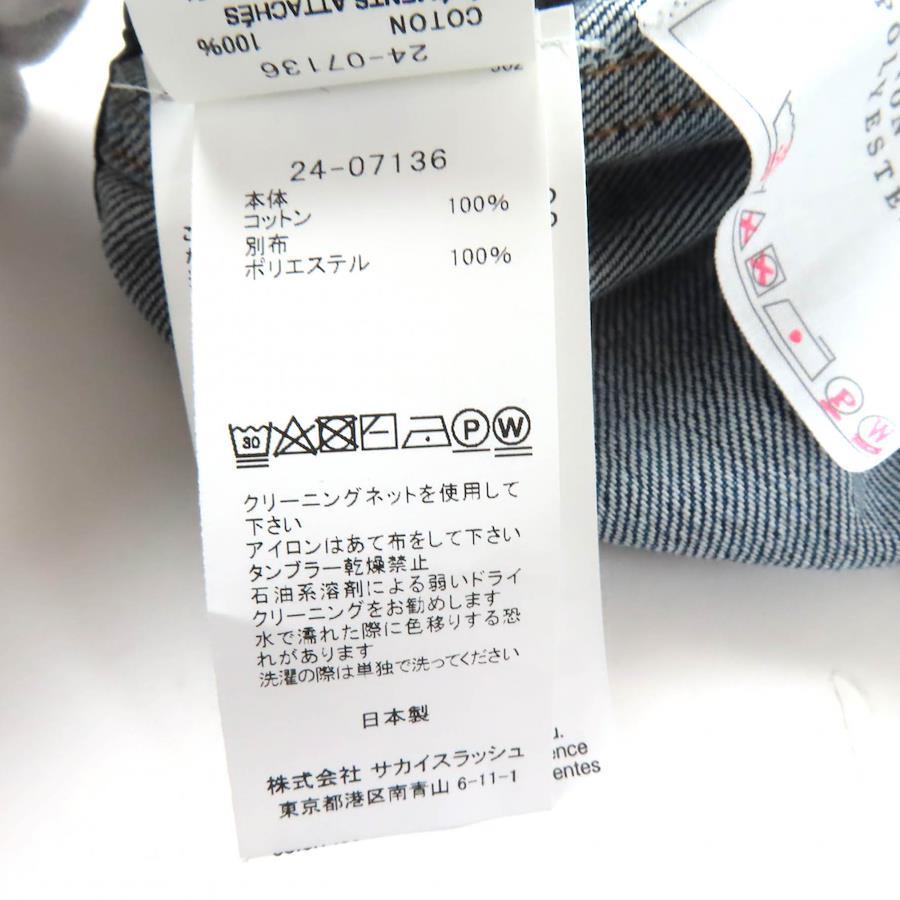 ÉMENTS ATTACHÉS
COTON
100%
24-07136
24-07136
本体
コットン 100%
別布
ポリエステル 100%
30
P
W
クリーニングネットを使用して
下さい
アイロンはあて布をして下さい
タンブラー乾燥禁止
石油系溶剤による弱いドライ
クリーニングをお勧めします
水で濡れた際に色移りする恐
れがあります
洗濯の際は単独で洗ってください
日本製
株式会社 サカイスラッシュ
東京都港区南青山 6-11-1
ence
entes
POLYESTE
P
W